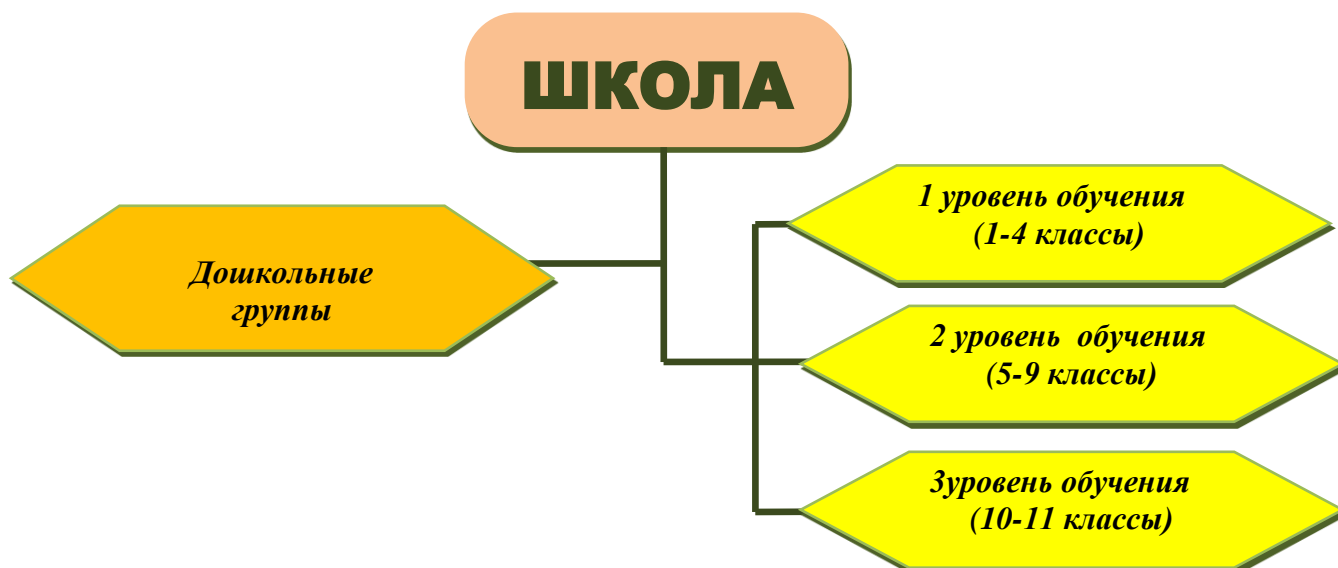 ШКОЛА
Дошкольные
группы
1 уровень обучения
(1-4 классы)
2 уровень обучения
(5-9 классы)
3уровень обучения
(10-11 классы)